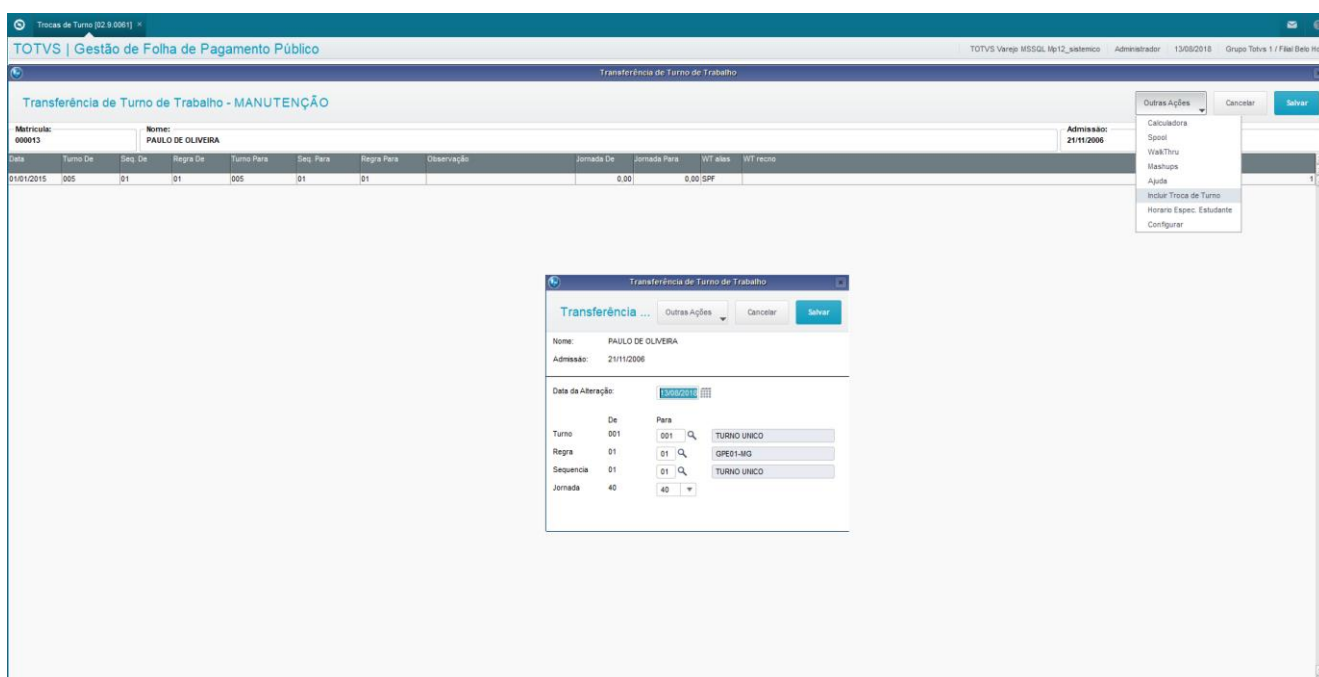 Trocas de Turno [02.9.0061] ×
TOTVS | Gestão de Folha de Pagamento Público
TOTVS Varejo MSSQL Mp12_sistemico Administrador 13/08/2018 Grupo Totvs 1 / Filial Belo Ho
Transferência de Turno de Trabalho
Transferência de Turno de Trabalho - MANUTENÇÃO
Outras Ações Cancelar Salvar
Matrícula: Nome: Admissão:
000013 PAULO DE OLIVEIRA 21/11/2006
Data Turno De Seq. De Regra De Turno Para Seq. Para Regra Para Observação Jornada De Jornada Para WT alias WT recno
01/01/2015 005 01 01 005 01 01 0,00 0,00 SPF 1
Calculadora
Spool
WalkThru
Mashups
Ajuda
Incluir Troca de Turno
Horario Espec. Estudante
Configurar
Transferência de Turno de Trabalho
Transferência ... Outras Ações Cancelar Salvar
Nome: PAULO DE OLIVEIRA
Admissão: 21/11/2006
Data da Alteração: 13/08/2018
De Para
Turno 001 001 TURNO UNICO
Regra 01 01 GPE01-MG
Sequencia 01 01 TURNO UNICO
Jornada 40 40